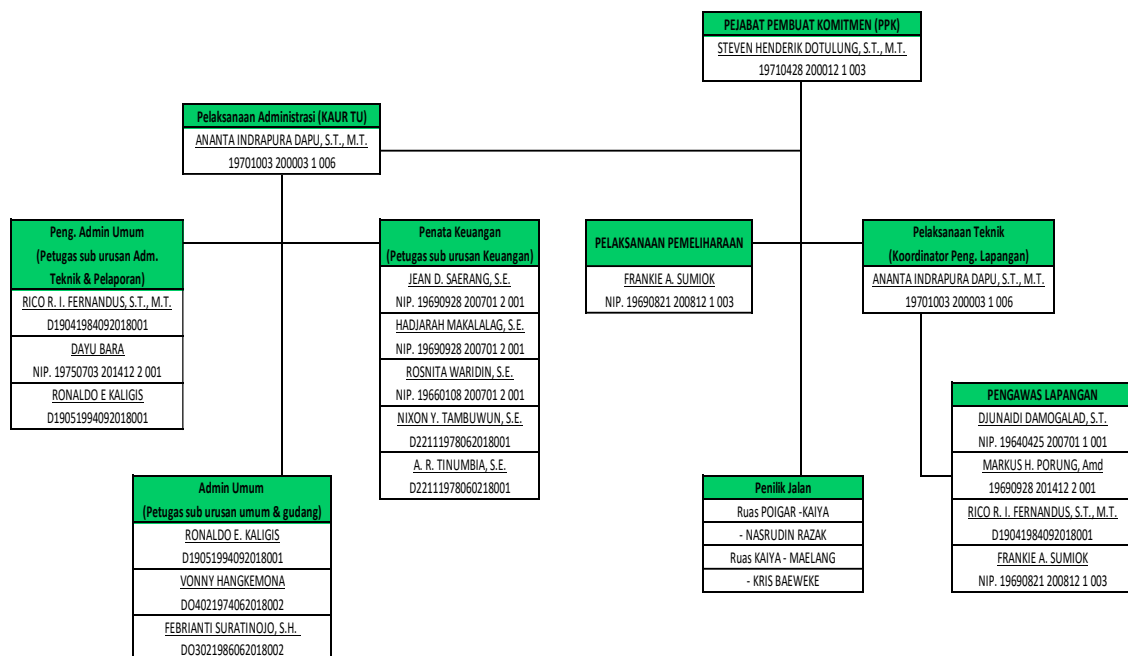 PEJABAT PEMBUAT KOMITMEN (PPK)
STEVEN HENDERIK DOTULUNG, S.T., M.T.
19710428 200012 1 003
Pelaksanaan Administrasi (KAUR TU)
ANANTA INDRAPURA DAPU, S.T., M.T.
19701003 200003 1 006
Peng. Admin Umum
(Petugas sub urusan Adm.
Teknik & Pelaporan)
RICO R. I. FERNANDUS, S.T., M.T.
D19041984092018001
DAYU BARA
NIP. 19750703 201412 2 001
RONALDO E KALIGIS
D19051994092018001
Penata Keuangan
(Petugas sub urusan Keuangan)
JEAN D. SAERANG, S.E.
NIP. 19690928 200701 2 001
HADJARAH MAKALALAG, S.E.
NIP. 19690928 200701 2 001
ROSNITA WARIDIN, S.E.
NIP. 19660108 200701 2 001
NIXON Y. TAMBUWUN, S.E.
D22111978062018001
A. R. TINUMBIA, S.E.
D22111978060218001
PELAKSANAAN PEMELIHARAAN
FRANKIE A. SUMIOK
NIP. 19690821 200812 1 003
Pelaksanaan Teknik
(Koordinator Peng. Lapangan)
ANANTA INDRAPURA DAPU, S.T., M.T.
19701003 200003 1 006
PENGAWAS LAPANGAN
DJUNAIDI DAMOGALAD, S.T.
NIP. 19640425 200701 1 001
MARKUS H. PORUNG, Amd
19690928 201412 2 001
RICO R. I. FERNANDUS, S.T., M.T.
D19041984092018001
FRANKIE A. SUMIOK
NIP. 19690821 200812 1 003
Admin Umum
(Petugas sub urusan umum & gudang)
RONALDO E. KALIGIS
D19051994092018001
VONNY HANGKEMONA
DO4021974062018002
FEBRIANTI SURATINOJO, S.H.
DO3021986062018002
Penilik Jalan
Ruas POIGAR -KAIYA
- NASRUDIN RAZAK
Ruas KAIYA - MAELANG
- KRIS BAEWEKE